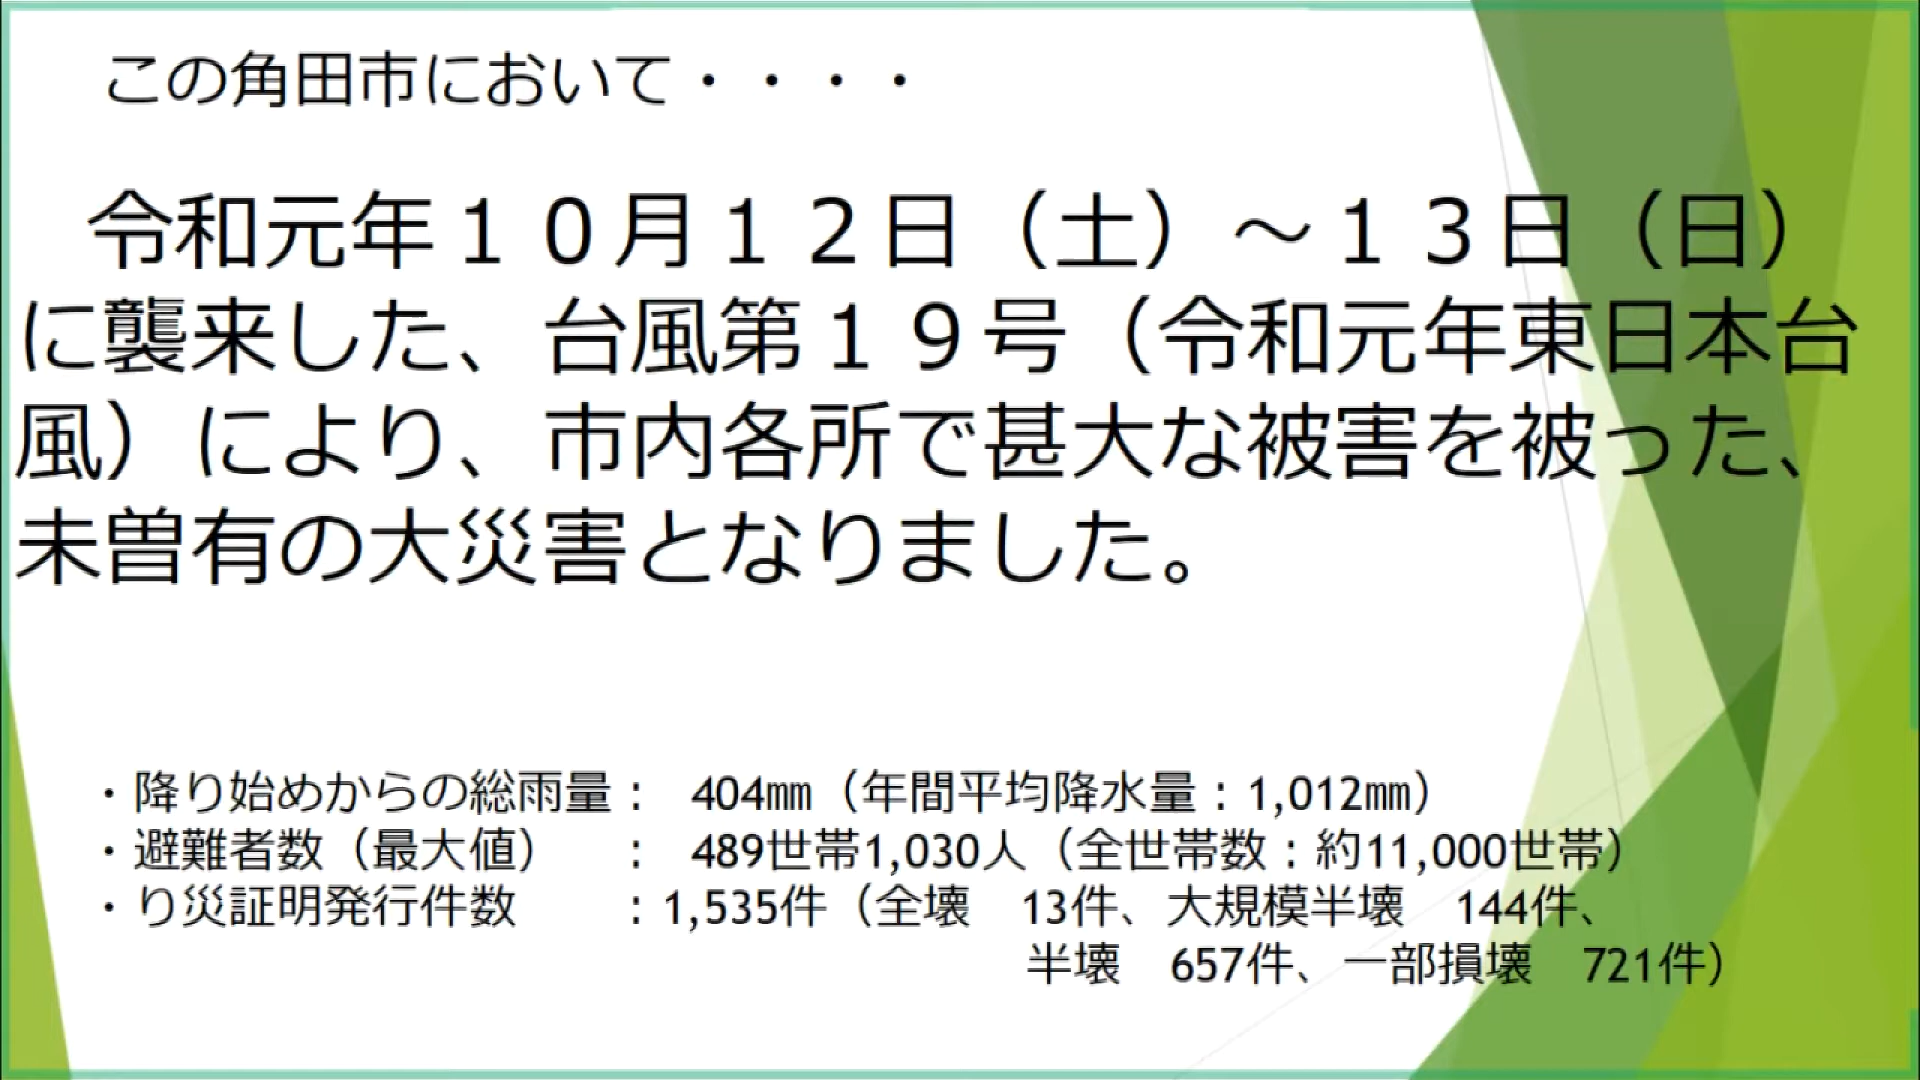 この角田市において・・・・
令和元年１０月１２日（土）～１３日（日）
に襲来した、台風第１９号（令和元年東日本台
風）により、市内各所で甚大な被害を被った、
未曽有の大災害となりました。
・降り始めからの総雨量：　404㎜（年間平均降水量：1,012㎜）
・避難者数（最大値）　：　489世帯1,030人（全世帯数：約11,000世帯）
・り災証明発行件数　　：1,535件（全壊　13件、大規模半壊　144件、
半壊　657件、一部損壊　721件）